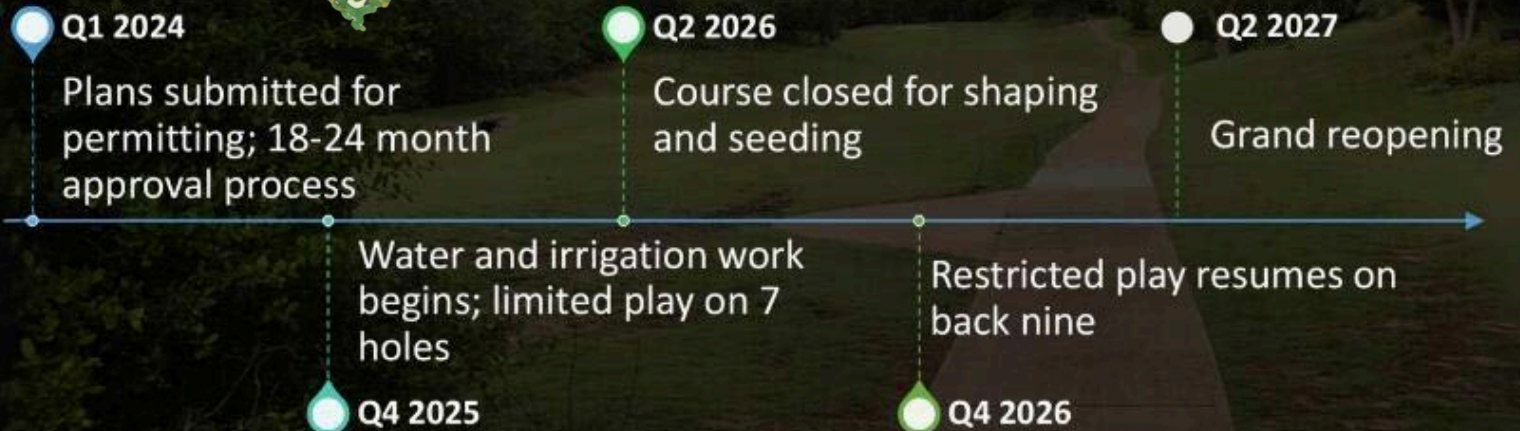 Q1 2024
Plans submitted for
permitting; 18-24 month
approval process
Q4 2025
Water and irrigation work
begins; limited play on 7
holes
Q2 2026
Course closed for shaping
and seeding
Q4 2026
Restricted play resumes on
back nine
Q2 2027
Grand reopening